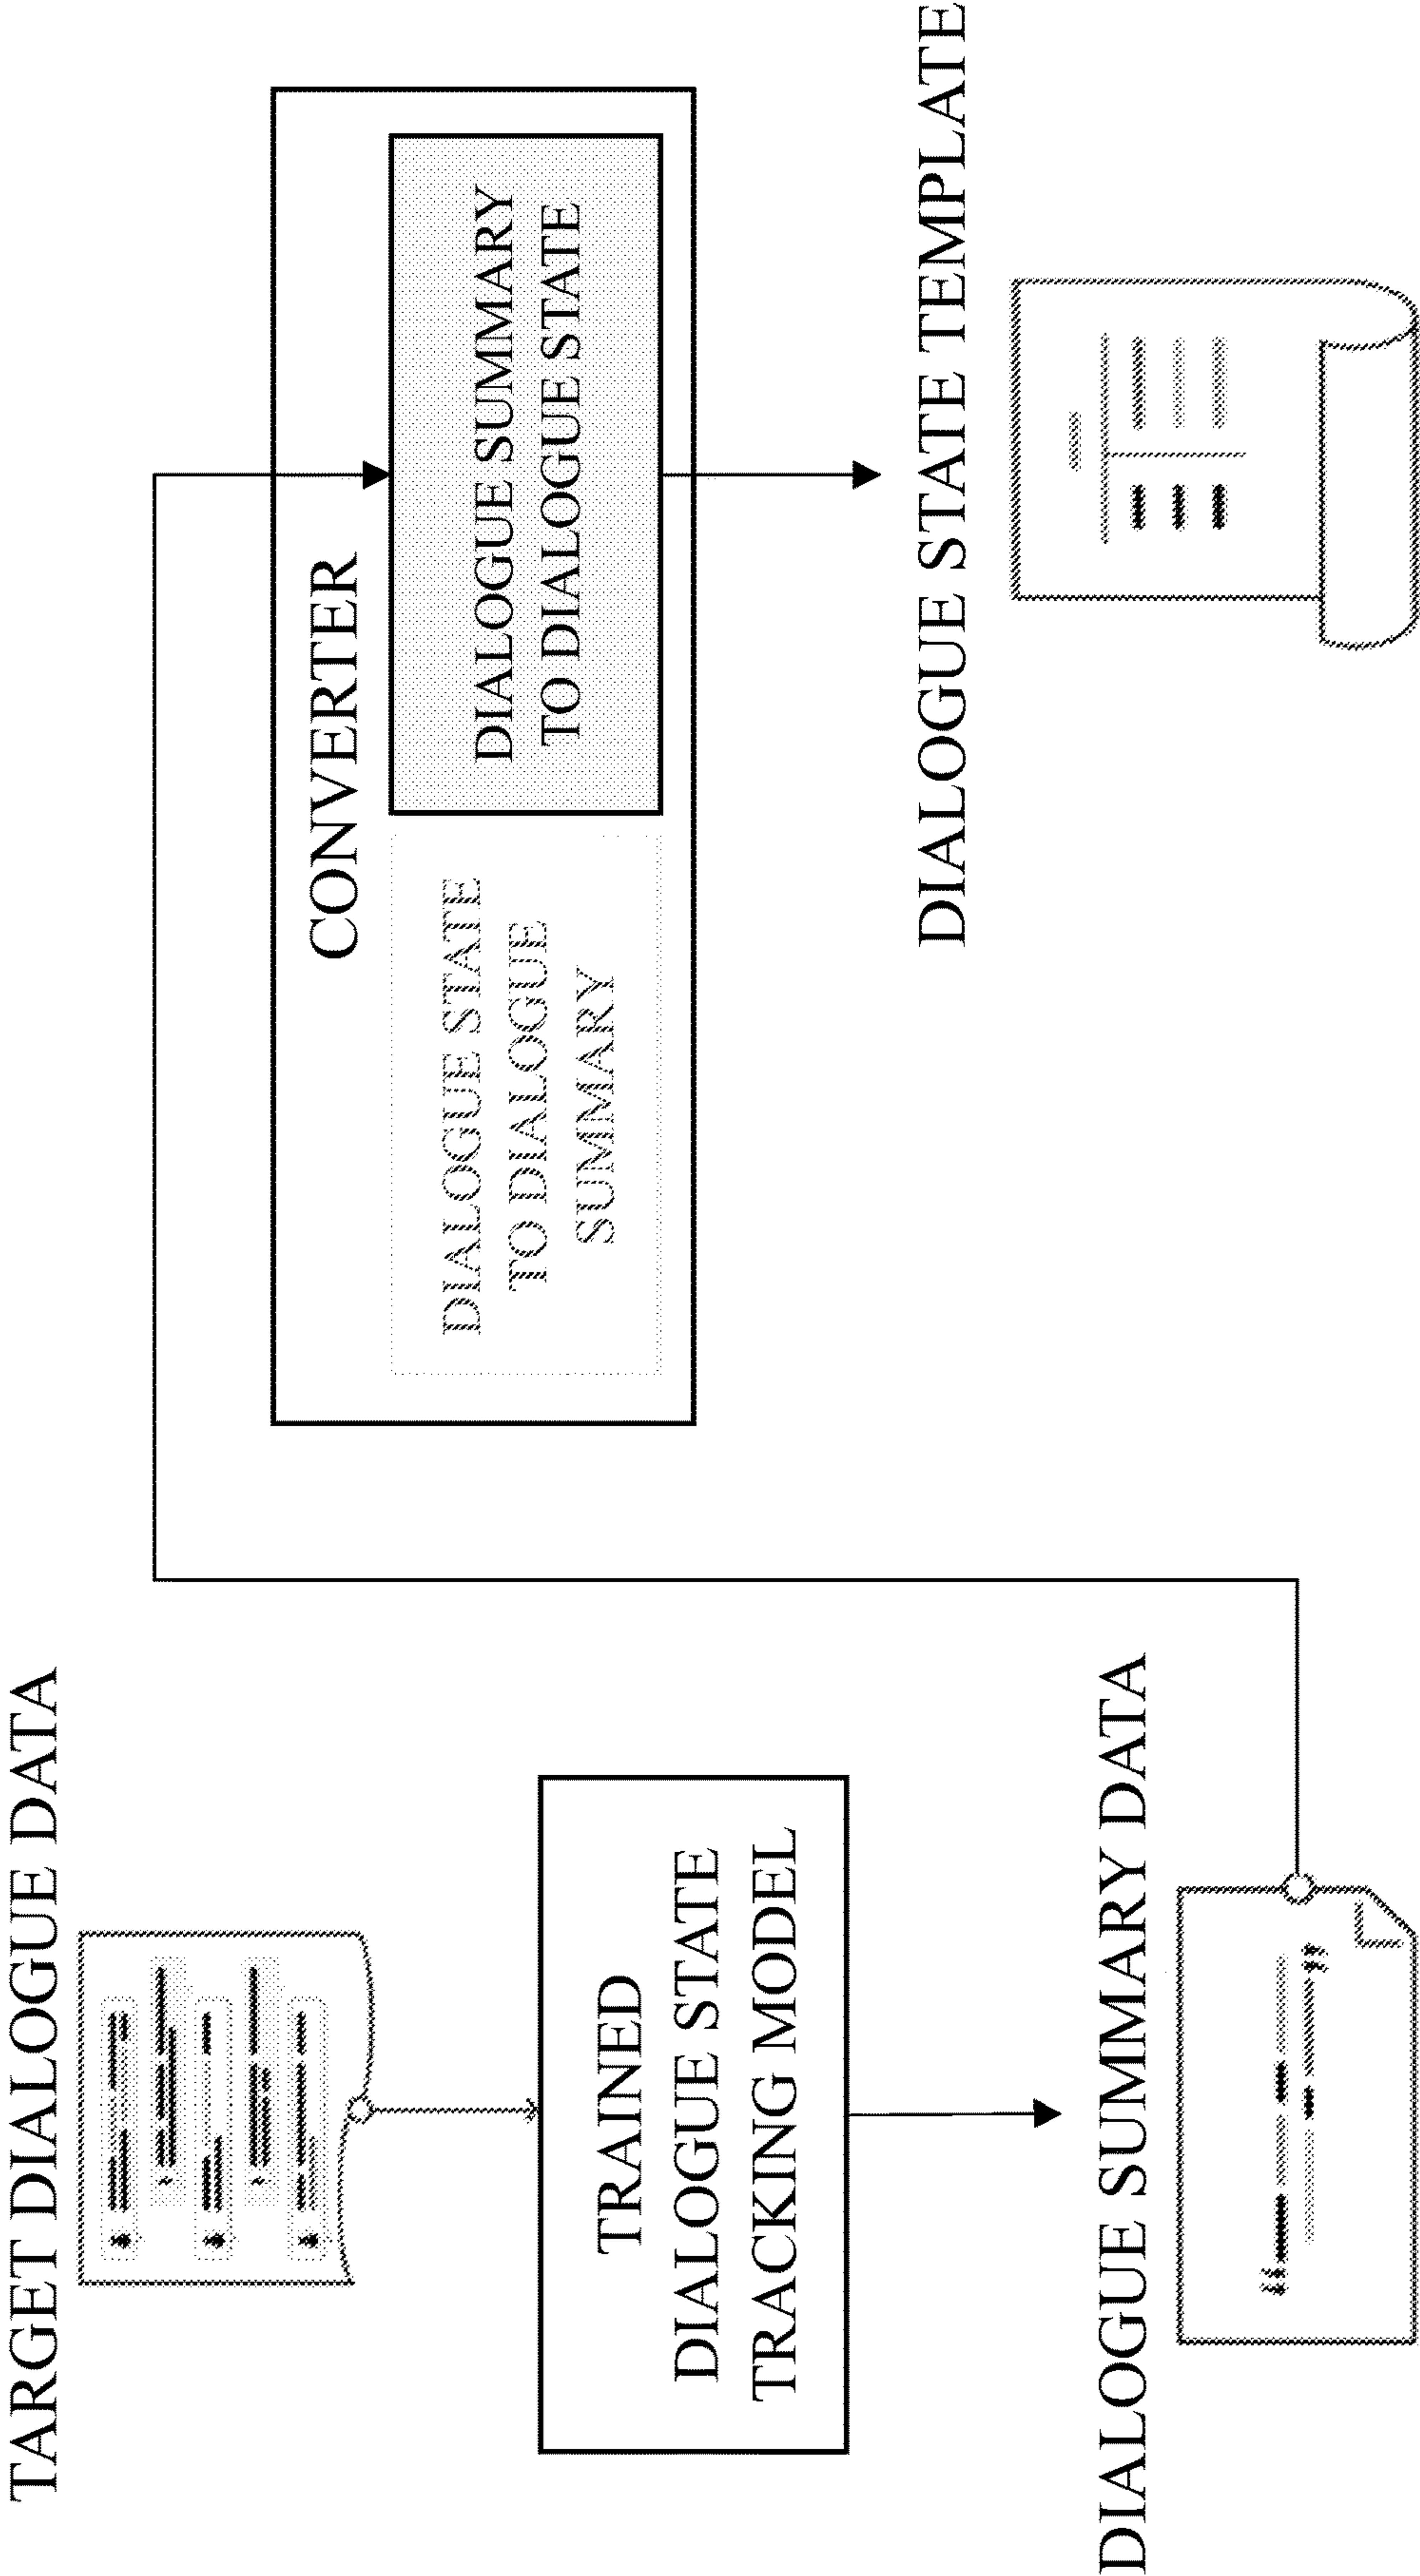 TARGET DIALOGUE DATA
TRAINED
DIALOGUE STATE
TRACKING MODEL
DIALOGUE SUMMARY DATA
CONVERTER
DIALOGUE STATE
TO DIALOGUE
SUMMARY
DIALOGUE SUMMARY
TO DIALOGUE STATE
DIALOGUE STATE TEMPLATE